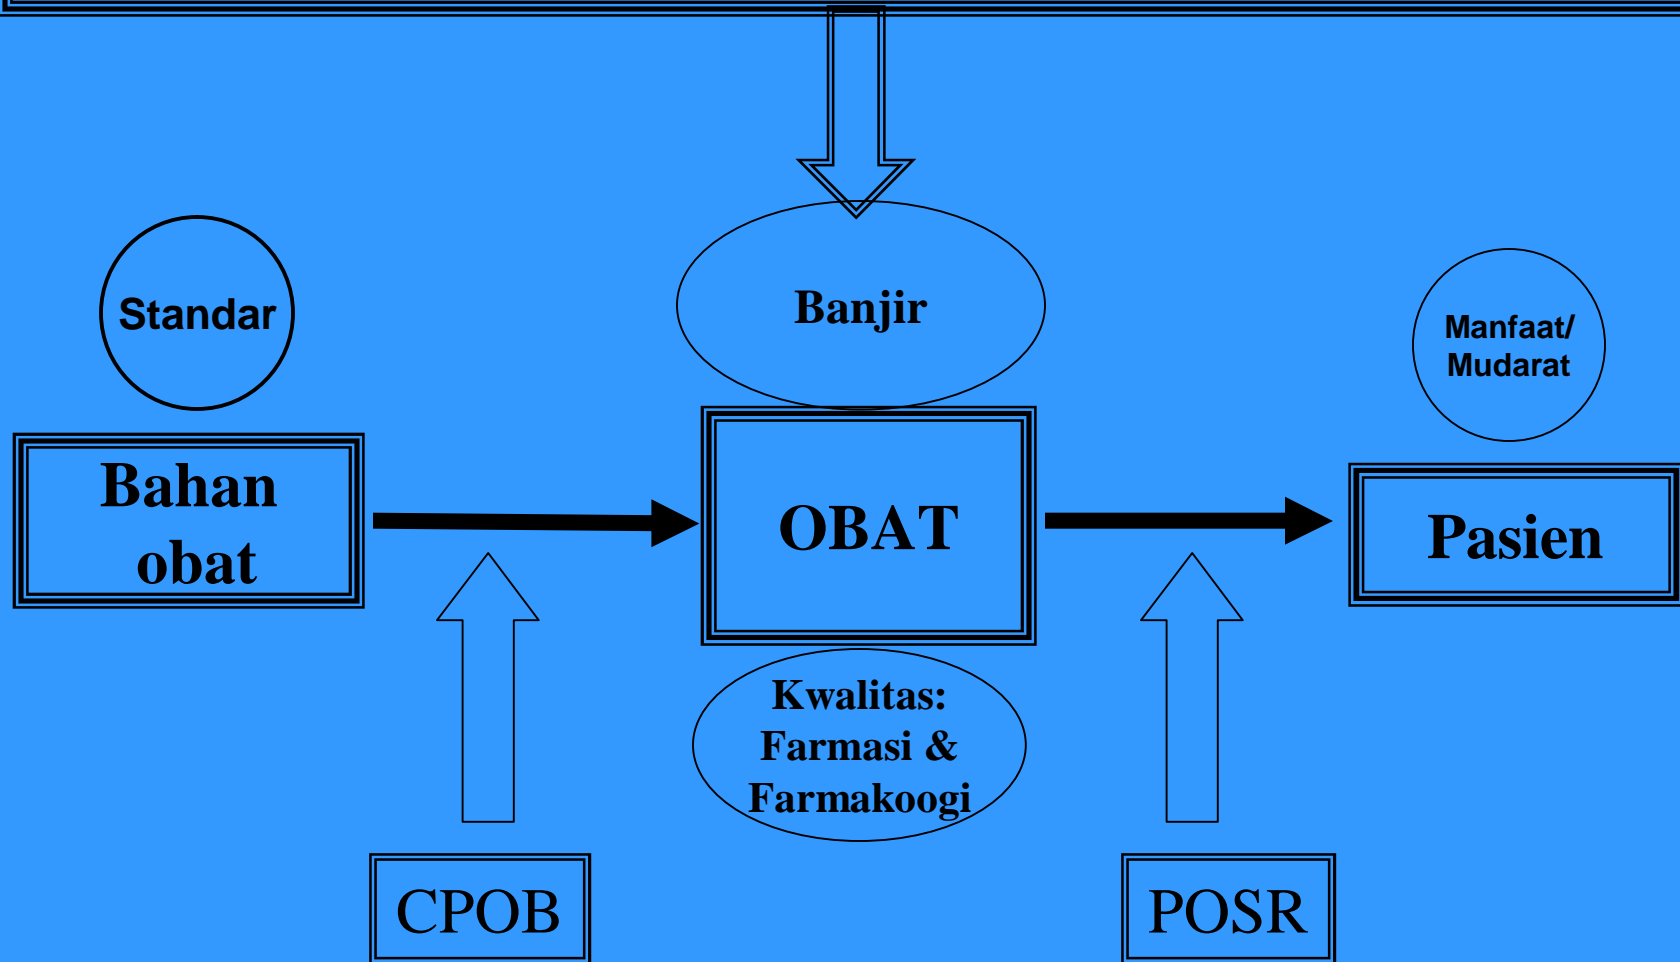 Standar
Banjir
Manfaat/
Mudarat
Bahan
obat
OBAT
Pasien
Kwalitas:
Farmasi &
Farmakoogi
CPOB
POSR